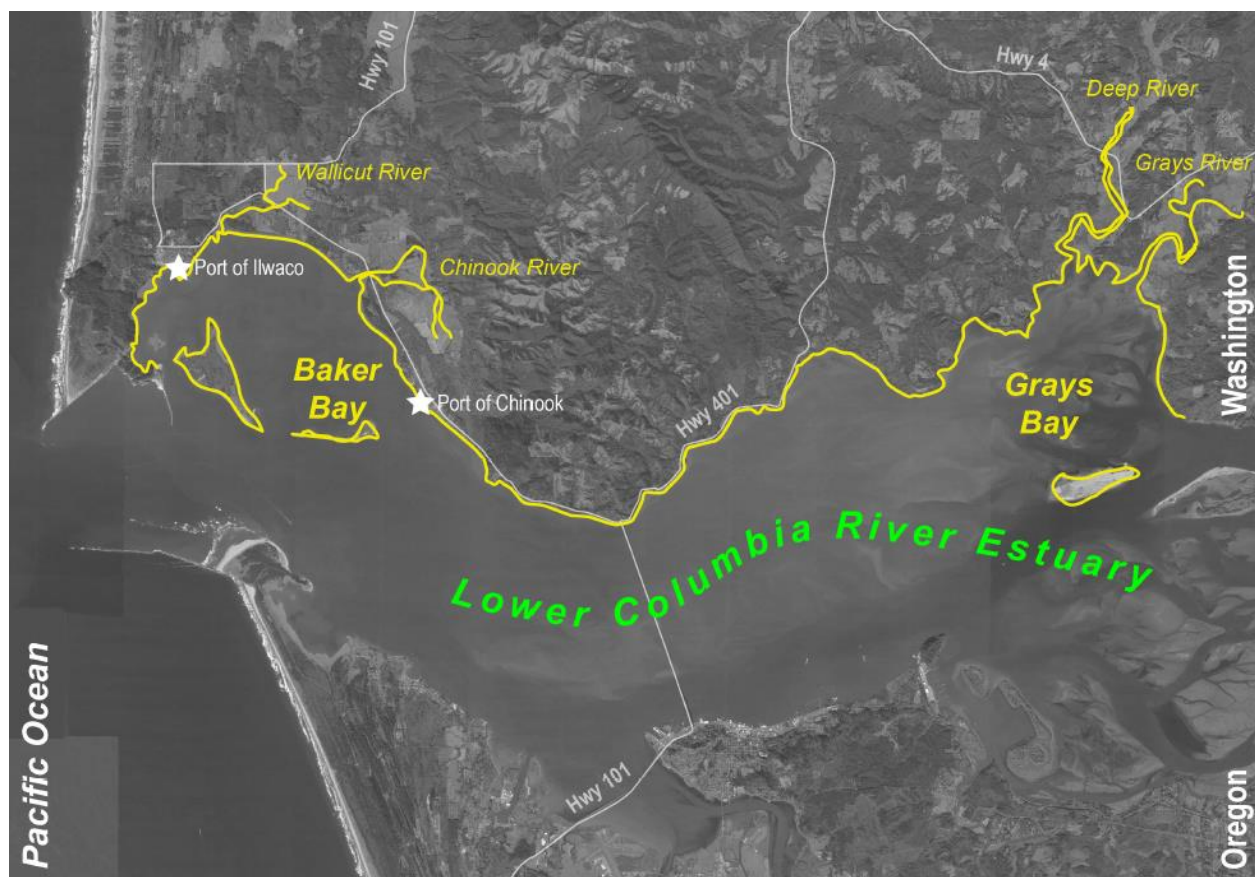 Hwy 101
Hwy 4
Deep River
Grays River
Wallicut River
Port of Ilwaco
Chinook River
Baker
Bay
Port of Chinook
Hwy 401
Grays
Bay
Washington
Lower Columbia River Estuary
Pacific Ocean
Hwy 101
Oregon